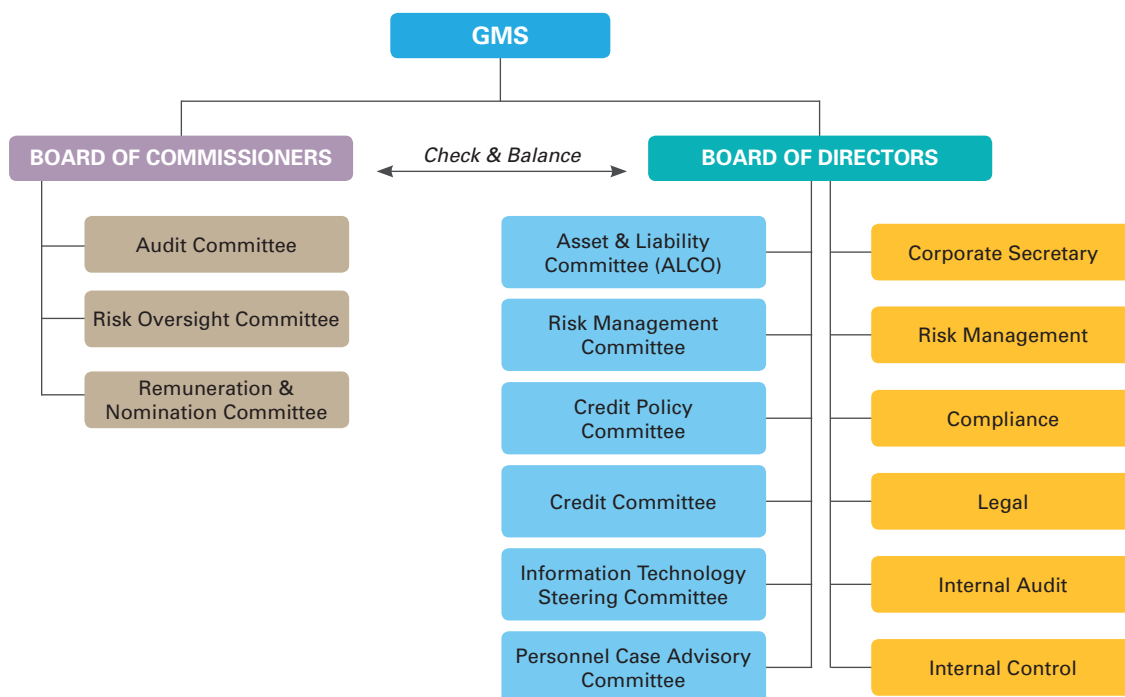 GMS
BOARD OF COMMISSIONERS
Check & Balance
BOARD OF DIRECTORS
Audit Committee
Risk Oversight Committee
Remuneration &
Nomination Committee
Asset & Liability
Committee (ALCO)
Risk Management
Committee
Credit Policy
Committee
Credit Committee
Information Technology
Steering Committee
Personnel Case Advisory
Committee
Corporate Secretary
Risk Management
Compliance
Legal
Internal Audit
Internal Control